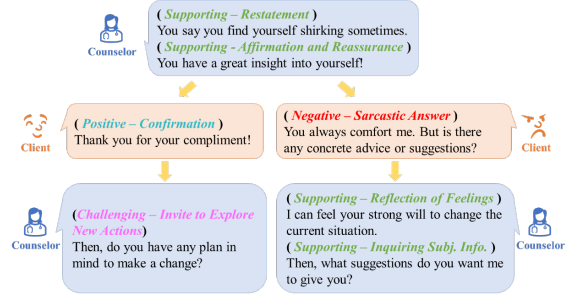 ( Supporting – Restatement )
You say you find yourself shirking sometimes.
( Supporting - Affirmation and Reassurance )
You have a great insight into yourself!
Counselor
( Positive – Confirmation )
Thank you for your compliment!
Client
( Negative – Sarcastic Answer )
You always comfort me. But is there
any concrete advice or suggestions?
Client
(Challenging – Invite to Explore
New Actions)
Then, do you have any plan in
mind to make a change?
Counselor
( Supporting – Reflection of Feelings )
I can feel your strong will to change the
current situation.
( Supporting – Inquiring Subj. Info. )
Then, what suggestions do you want me
to give you?
Counselor